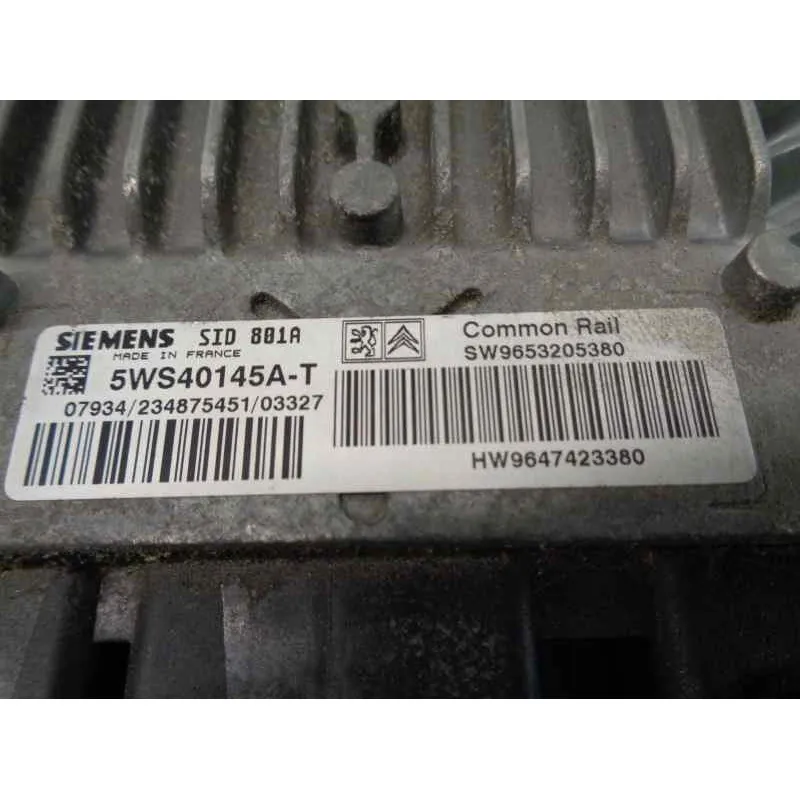 SIEMENS SID 801A
MADE IN FRANCE
5WS40145A-T
07934/234875451/03327
Common Rail
SW9653205380
HW9647423380